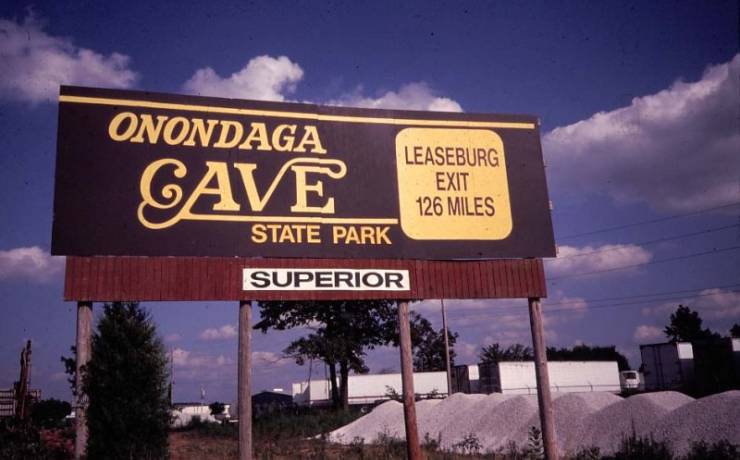 ONONDAGA
CAVE
STATE PARK
LEASEBURG
EXIT
126 MILES
SUPERIOR